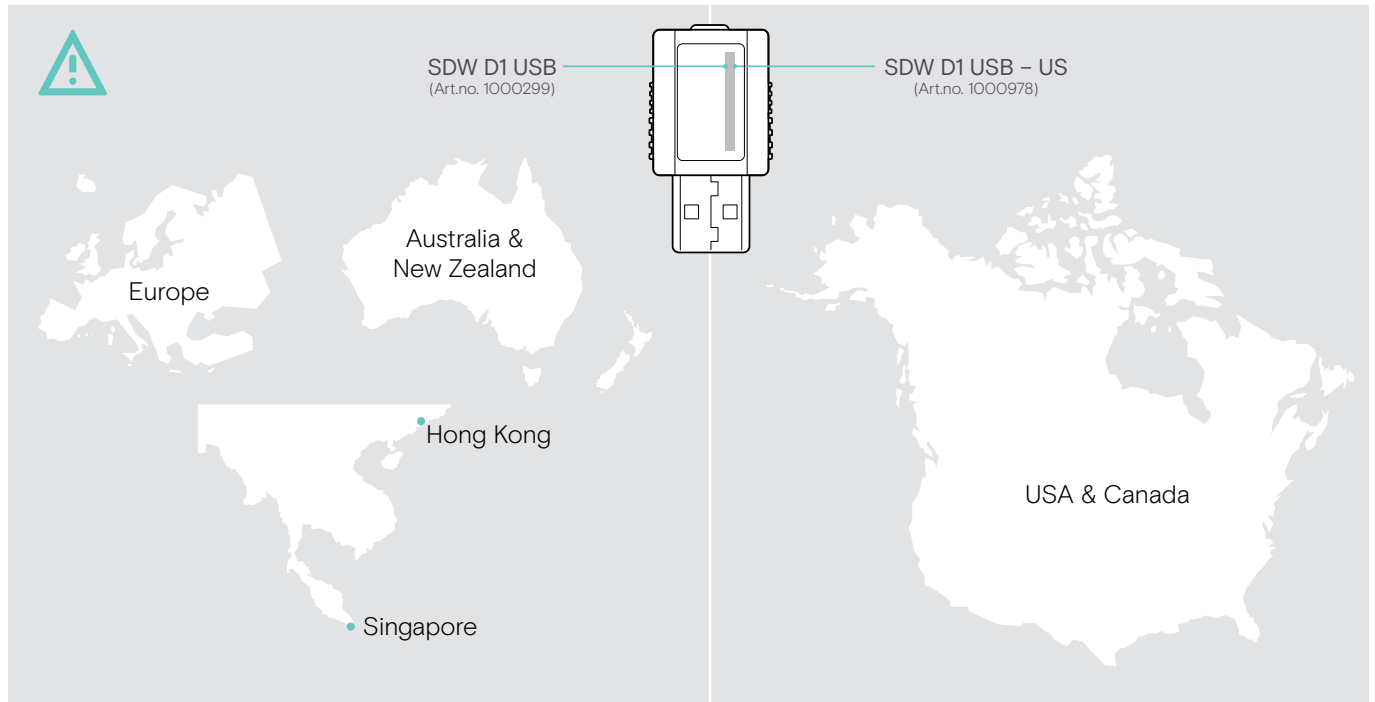 SDW D1 USB
(Art.no. 1000299)
SDW D1 USB – US
(Art.no. 1000978)
Europe
Australia &
New Zealand
Hong Kong
Singapore
USA & Canada